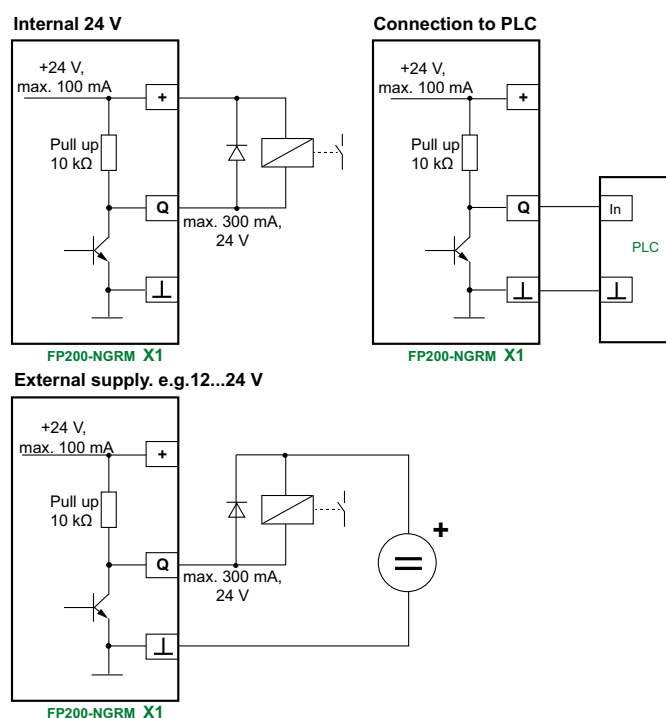 Internal 24 V
+24 V,
max. 100 mA
+
Pull up
10 kΩ
Q
max. 300 mA,
24 V
⊥
FP200-NGRM X1
Connection to PLC
+24 V,
max. 100 mA
+
Pull up
10 kΩ
Q
In
PLC
⊥
⊥
FP200-NGRM X1
External supply. e.g.12...24 V
+24 V,
max. 100 mA
+
Pull up
10 kΩ
+
Q
max. 300 mA,
24 V
=
⊥
FP200-NGRM X1